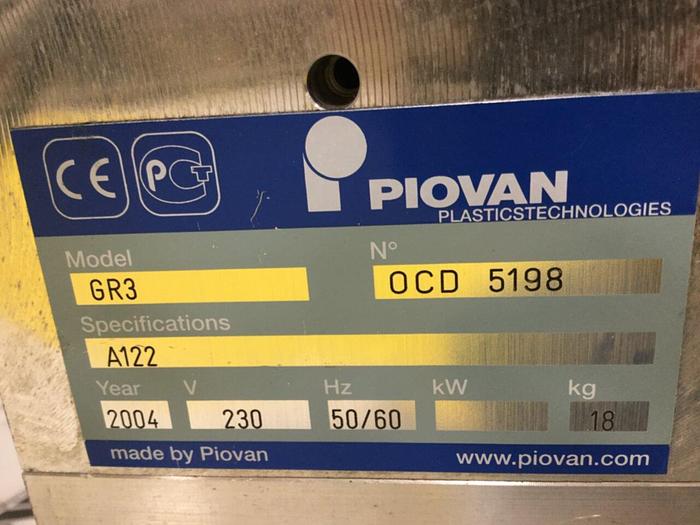 CE PCT
PIOVAN
PLASTICSTECHNOLOGIES
Model N°
GR3 OCD 5198
Specifications
A122
Year V Hz kW kg
2004 230 50/60 18
made by Piovan www.piovan.com